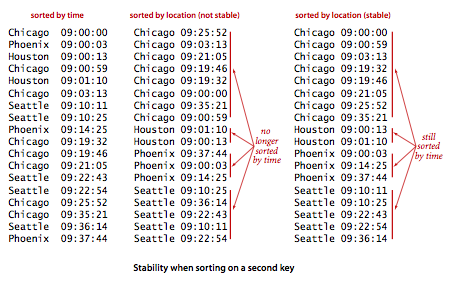 sorted by time
Chicago 09:00:00
Phoenix 09:00:03
Houston 09:00:13
Chicago 09:00:59
Houston 09:01:10
Chicago 09:03:13
Seattle 09:10:11
Seattle 09:10:25
Phoenix 09:14:25
Chicago 09:19:32
Chicago 09:19:46
Chicago 09:21:05
Seattle 09:22:43
Seattle 09:22:54
Chicago 09:25:52
Chicago 09:35:21
Seattle 09:36:14
Phoenix 09:37:44
sorted by location (not stable)
Chicago 09:25:52
Chicago 09:03:13
Chicago 09:21:05
Chicago 09:19:46
Chicago 09:19:32
Chicago 09:00:00
Chicago 09:35:21
Chicago 09:00:59
Houston 09:01:10
Houston 09:00:13
Phoenix 09:37:44
Phoenix 09:00:03
Phoenix 09:14:25
Seattle 09:10:25
Seattle 09:36:14
Seattle 09:22:43
Seattle 09:10:11
Seattle 09:22:54
no
longer
sorted
by time
sorted by location (stable)
Chicago 09:00:00
Chicago 09:00:59
Chicago 09:03:13
Chicago 09:19:32
Chicago 09:19:46
Chicago 09:21:05
Chicago 09:25:52
Chicago 09:35:21
Houston 09:00:13
Houston 09:01:10
Phoenix 09:00:03
Phoenix 09:14:25
Phoenix 09:37:44
Seattle 09:10:11
Seattle 09:10:25
Seattle 09:22:43
Seattle 09:22:54
Seattle 09:36:14
still
sorted
by time
Stability when sorting on a second key